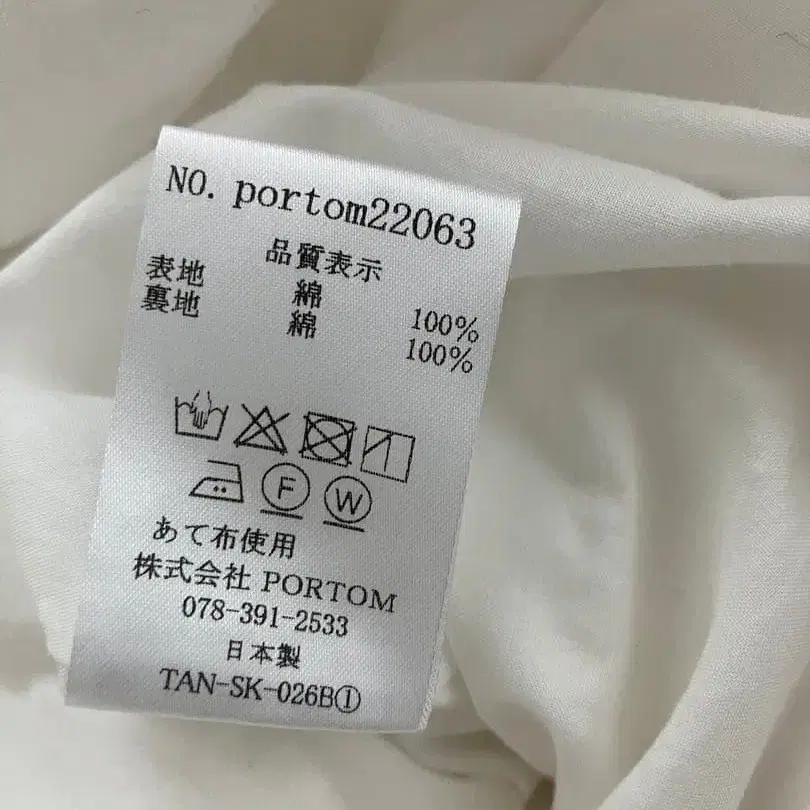 NO. portom22063
品質表示
表地 綿 100%
裏地 綿 100%
F W
あて布使用
株式会社 PORTOM
078-391-2533
日本製
TAN-SK-026B①